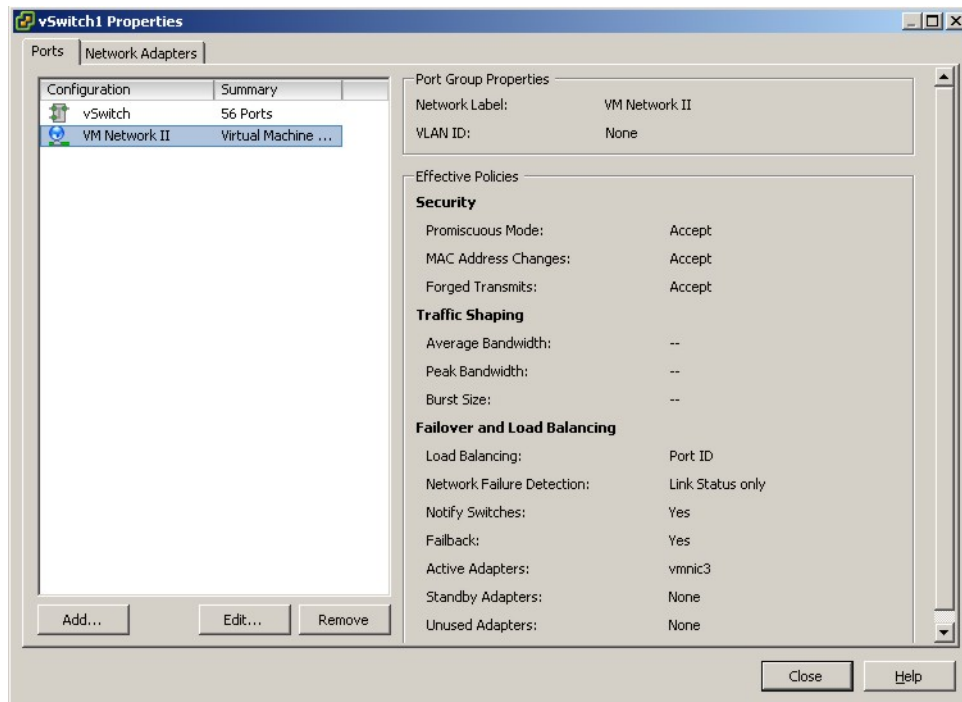 vSwitch1 Properties
Ports Network Adapters
Configuration Summary
vSwitch 56 Ports
VM Network II Virtual Machine ...
Add... Edit... Remove
Port Group Properties
Network Label: VM Network II
VLAN ID: None
Effective Policies
Security
Promiscuous Mode: Accept
MAC Address Changes: Accept
Forged Transmits: Accept
Traffic Shaping
Average Bandwidth: --
Peak Bandwidth: --
Burst Size: --
Failover and Load Balancing
Load Balancing: Port ID
Network Failure Detection: Link Status only
Notify Switches: Yes
Failback: Yes
Active Adapters: vmnic3
Standby Adapters: None
Unused Adapters: None
Close Help